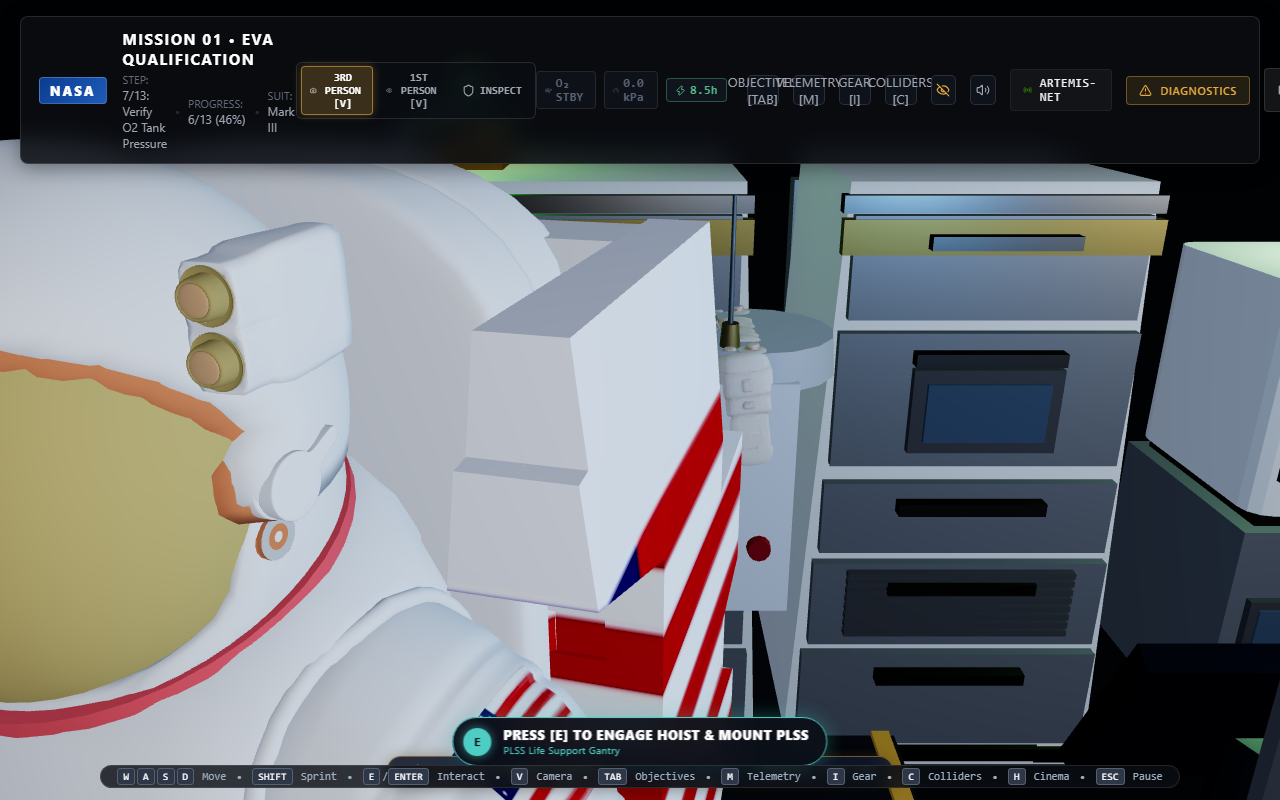 NASA
MISSION 01 • EVA
QUALIFICATION
STEP:
7/13:
Verify
O2 Tank
Pressure
•
PROGRESS:
6/13 (46%)
•
SUIT:
Mark
III
3RD
PERSON
[V]
1ST
PERSON
[V]
INSPECT
O₂
STBY
0.0
kPa
8.5h
OBJECTIVES
[TAB]
TELEMETRY
[M]
GEAR
[I]
COLLIDERS
[C]
ARTEMIS-
NET
DIAGNOSTICS
E
PRESS [E] TO ENGAGE HOIST & MOUNT PLSS
PLSS Life Support Gantry
W A S D Move • SHIFT Sprint • E / ENTER Interact • V Camera • TAB Objectives • M Telemetry • I Gear • C Colliders • H Cinema • ESC Pause